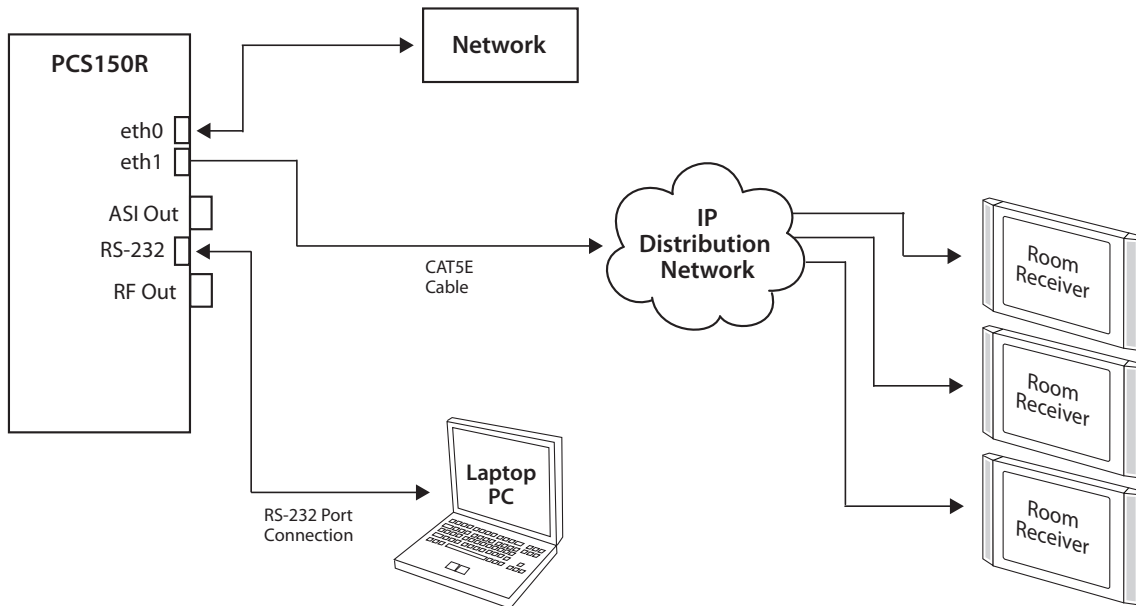 PCS150R
eth0
eth1
ASI Out
RS-232
RF Out
Network
CAT5E
Cable
IP
Distribution
Network
Room
Receiver
Room
Receiver
Room
Receiver
Laptop
PC
RS-232 Port
Connection